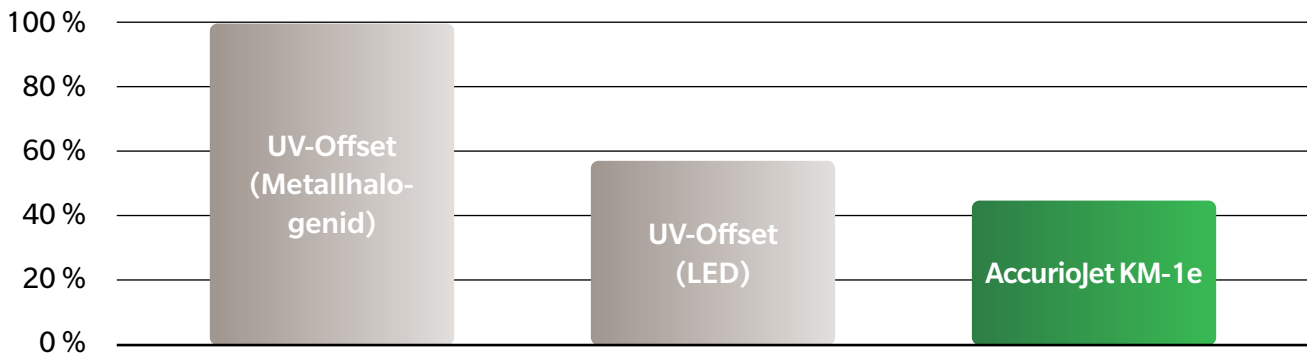 100 %
80 %
60 %
40 %
20 %
0 %
UV-Offset
(Metallhalo-
genid)
UV-Offset
(LED)
AccurioJet KM-1e